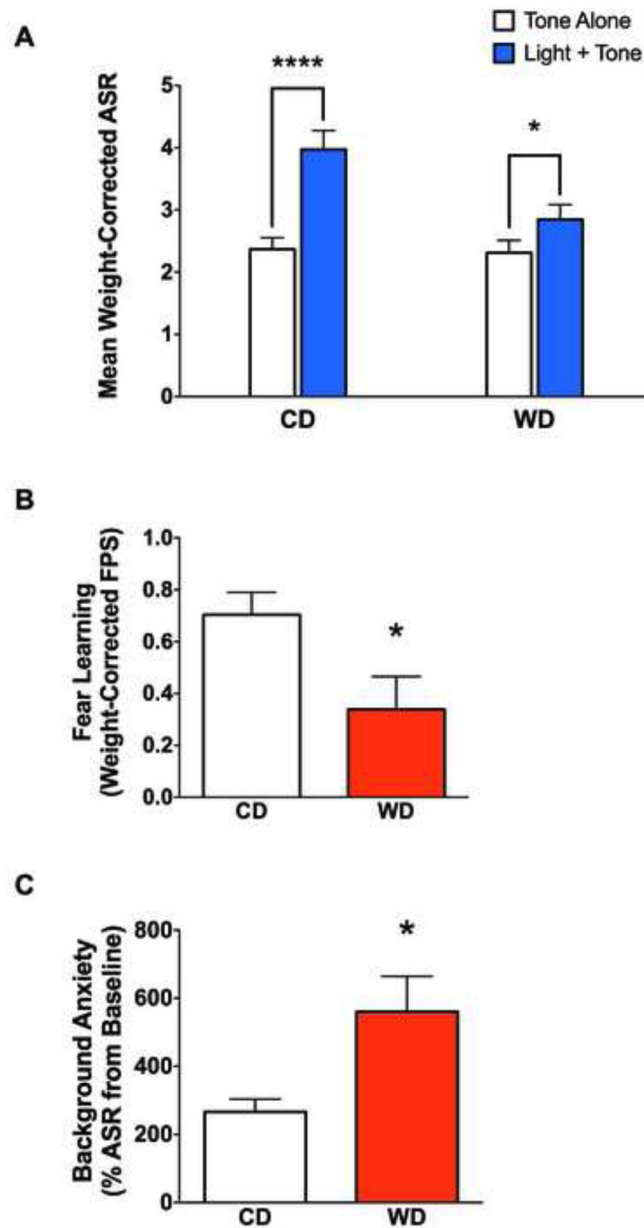 Tone Alone
Light + Tone
A
Mean Weight-Corrected ASR
5
4
3
2
1
0
****
*
CD
WD
B
Fear Learning
(Weight-Corrected FPS)
1.0
0.8
0.6
0.4
0.2
0.0
*
CD
WD
C
Background Anxiety
(% ASR from Baseline)
800
600
400
200
0
*
CD
WD